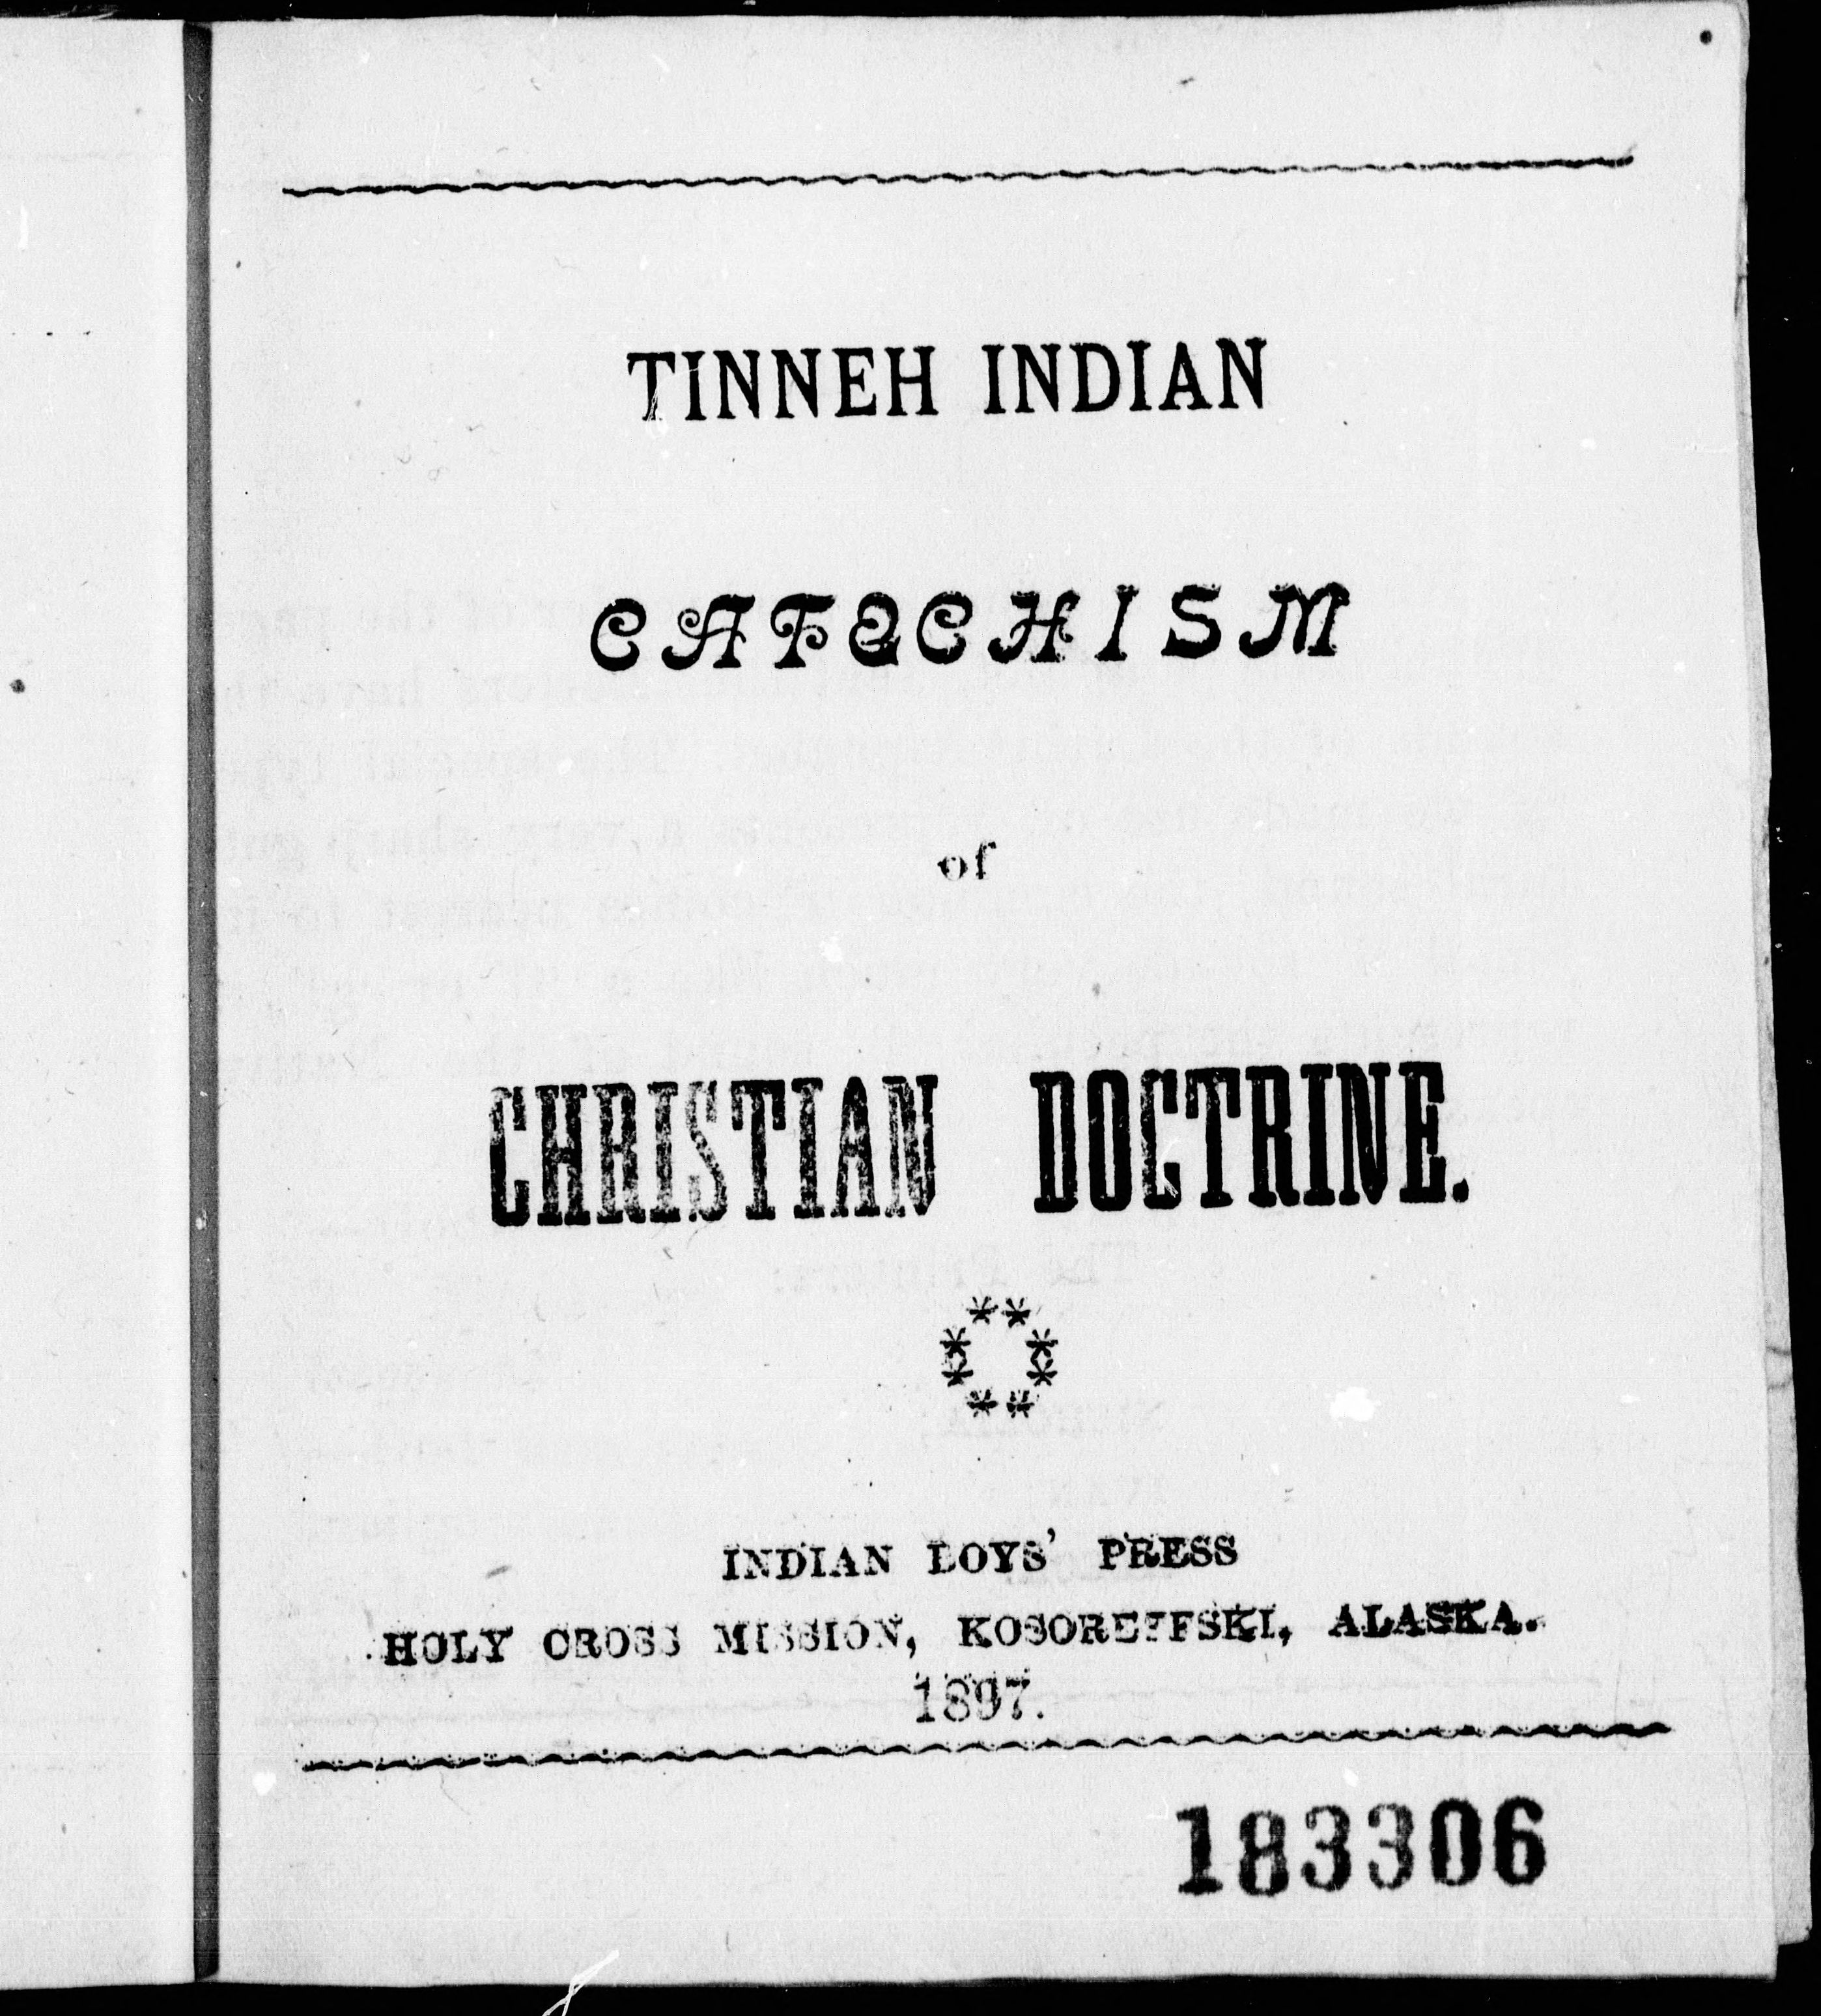 TINNEH INDIAN
CATECHISM
of
CHRISTIAN DOCTRINE.
INDIAN BOYS' PRESS
HOLY CROSS MISSION, KOSOREFFSKI, ALASKA.
1897.
183306